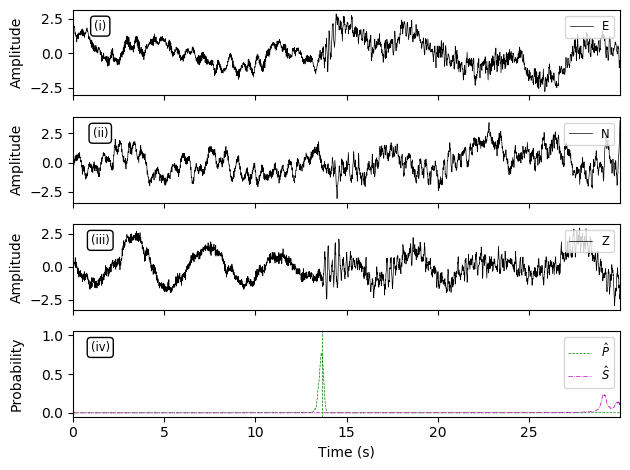 Amplitude
2.5
0.0
−2.5
(i)
E
Amplitude
2.5
0.0
−2.5
(ii)
N
Amplitude
2.5
0.0
−2.5
(iii)
Z
Probability
1.0
0.5
0.0
(iv)
P̂
Ŝ
0 5 10 15 20 25
Time (s)